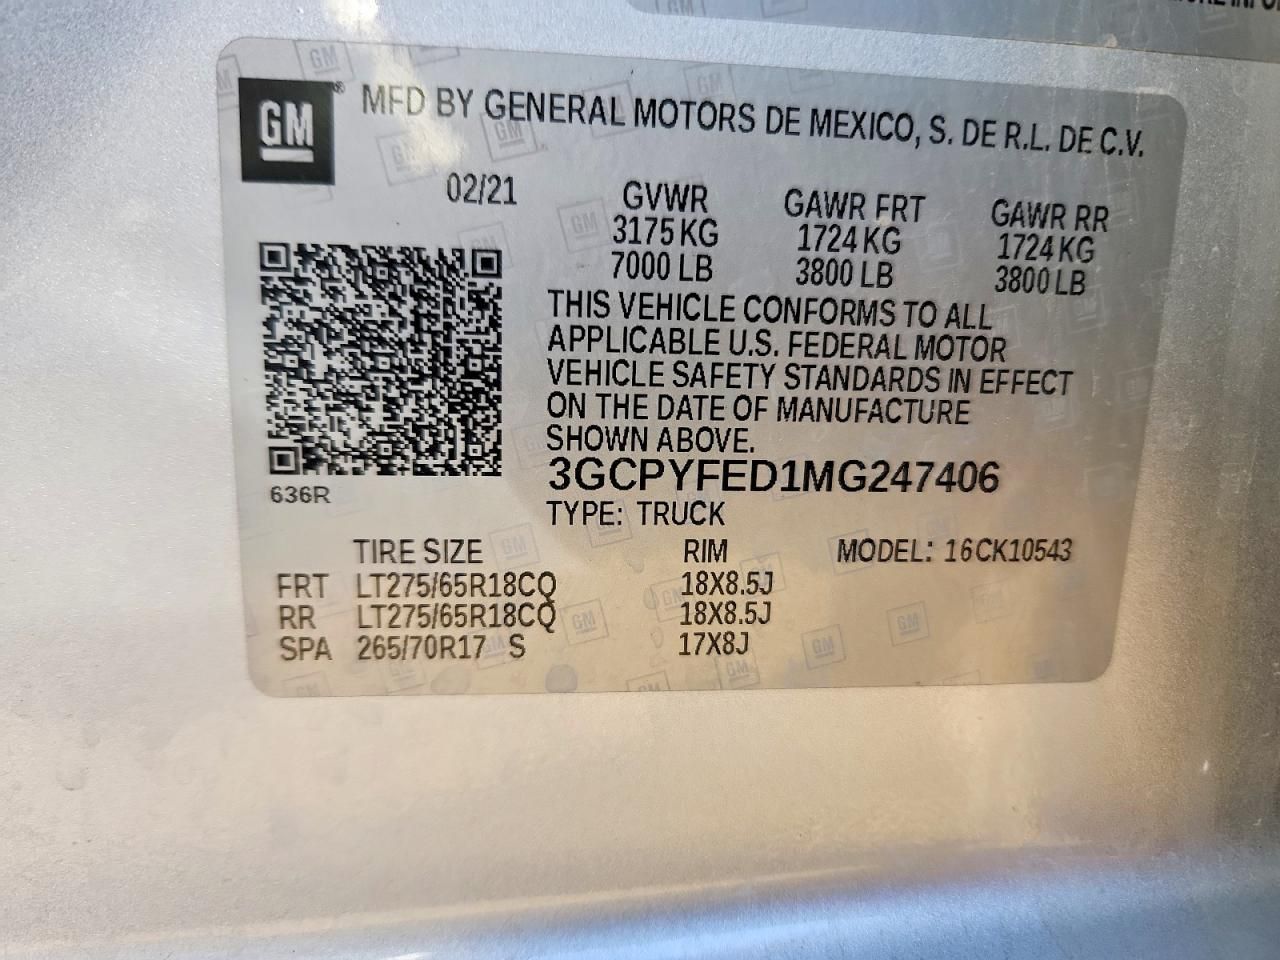 GM® MFD BY GENERAL MOTORS DE MEXICO, S. DE R.L. DE C.V.
02/21 GVWR GAWR FRT GAWR RR
3175 KG 1724 KG 1724 KG
7000 LB 3800 LB 3800 LB
THIS VEHICLE CONFORMS TO ALL
APPLICABLE U.S. FEDERAL MOTOR
VEHICLE SAFETY STANDARDS IN EFFECT
ON THE DATE OF MANUFACTURE
SHOWN ABOVE.
3GCPYFED1MG247406
636R
TYPE: TRUCK
TIRE SIZE RIM MODEL: 16CK10543
FRT LT275/65R18CQ 18X8.5J
RR LT275/65R18CQ 18X8.5J
SPA 265/70R17 S 17X8J